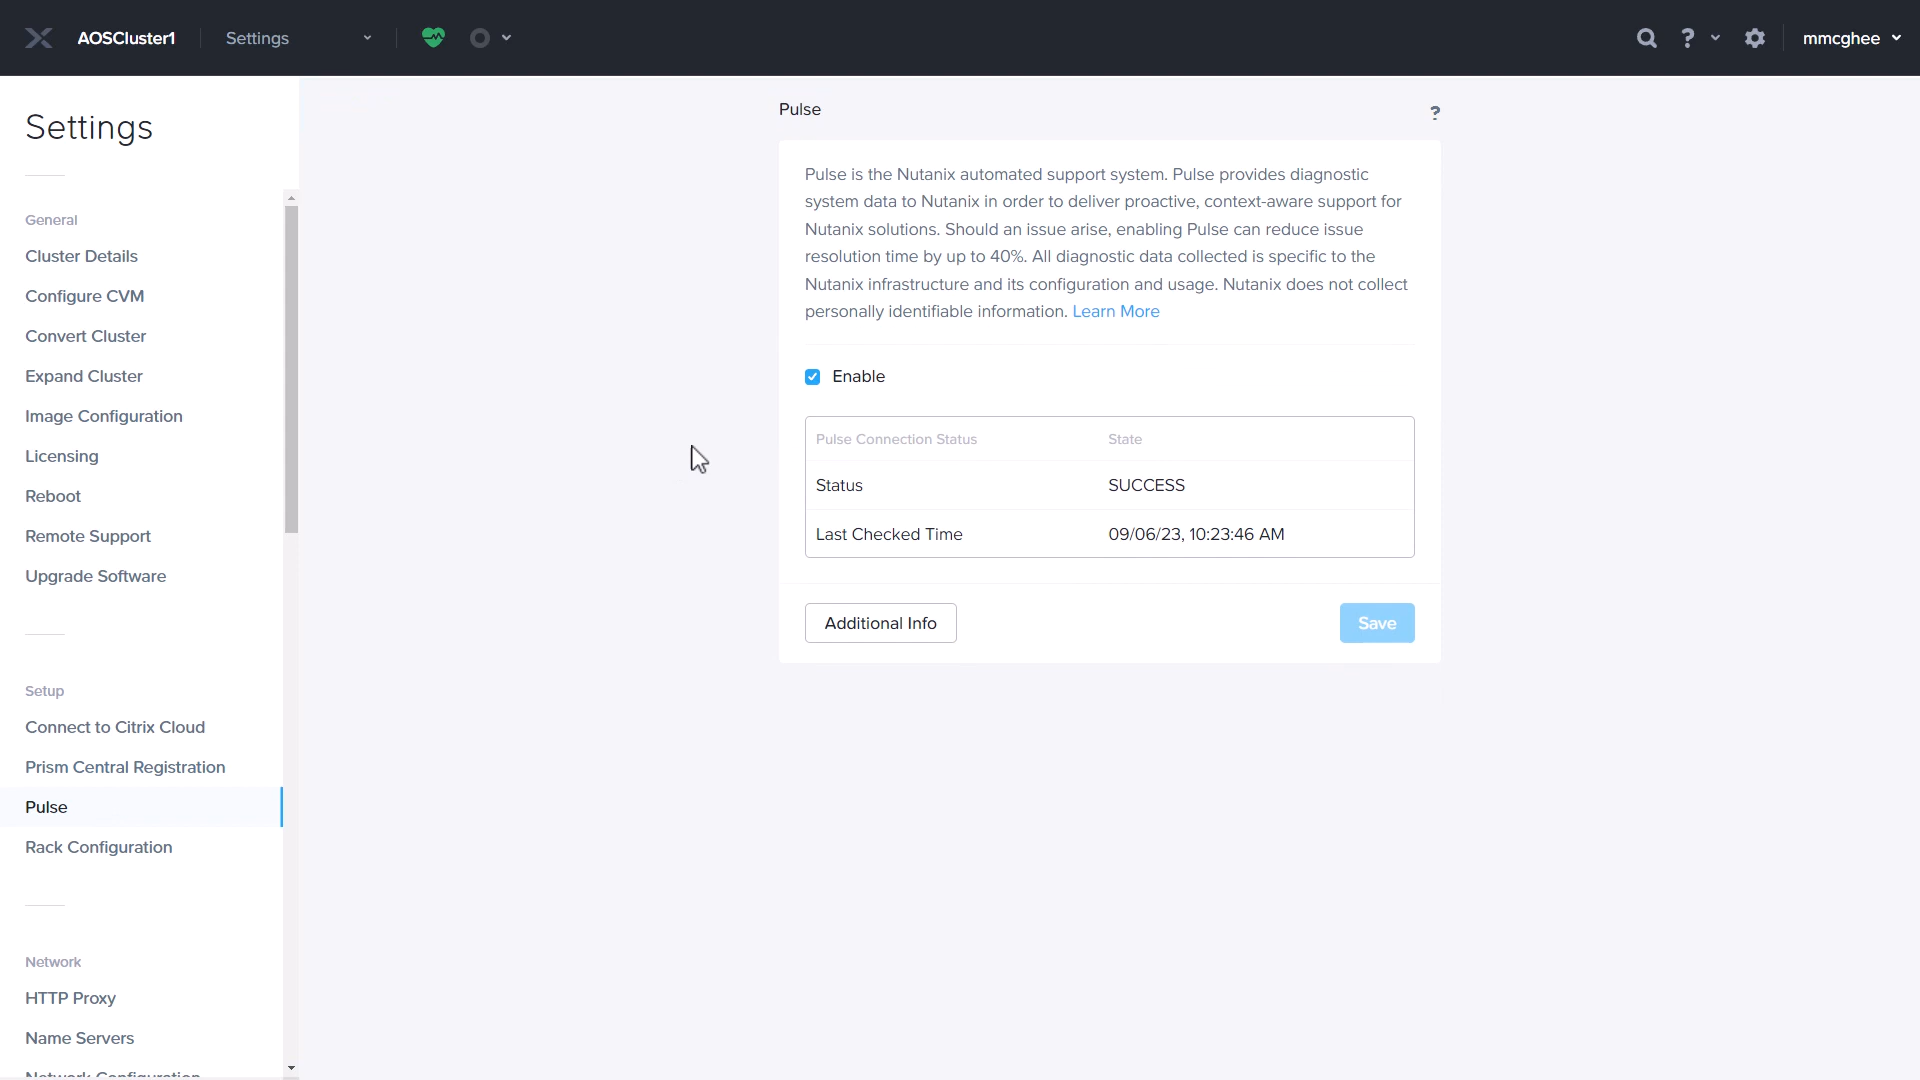 AOSCluster1
Settings
?
mmcghee
Settings
General
Cluster Details
Configure CVM
Convert Cluster
Expand Cluster
Image Configuration
Licensing
Reboot
Remote Support
Upgrade Software
Setup
Connect to Citrix Cloud
Prism Central Registration
Pulse
Rack Configuration
Network
HTTP Proxy
Name Servers
Network Configuration
Pulse
?
Pulse is the Nutanix automated support system. Pulse provides diagnostic
system data to Nutanix in order to deliver proactive, context-aware support for
Nutanix solutions. Should an issue arise, enabling Pulse can reduce issue
resolution time by up to 40%. All diagnostic data collected is specific to the
Nutanix infrastructure and its configuration and usage. Nutanix does not collect
personally identifiable information. Learn More
Enable
Pulse Connection Status State
Status SUCCESS
Last Checked Time 09/06/23, 10:23:46 AM
Additional Info
Save